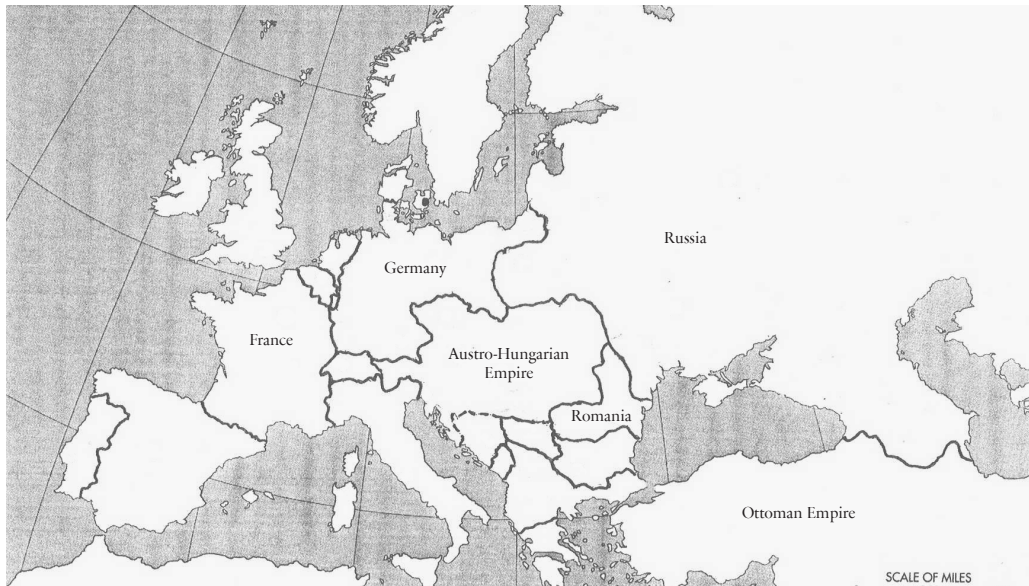 Russia
Germany
France
Austro-Hungarian
Empire
Romania
Ottoman Empire
SCALE OF MILES